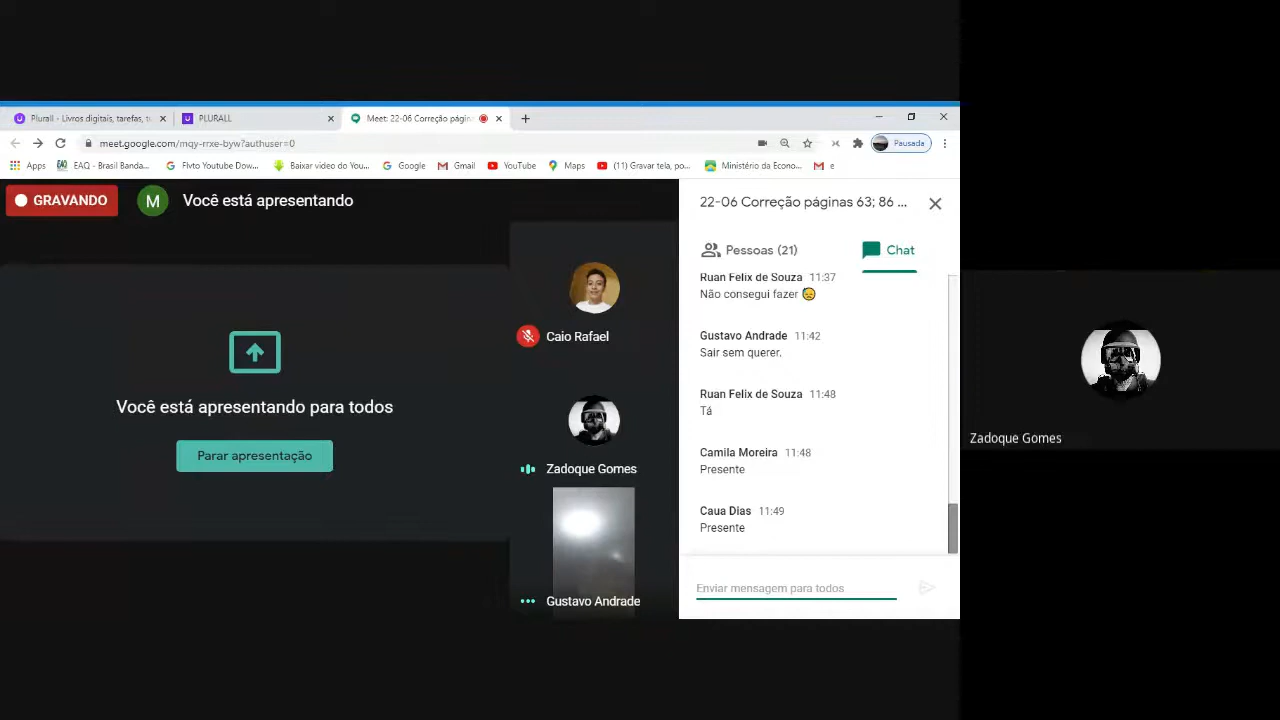 Plurall - Livros digitais, tarefas, tu
PLURALL
Meet: 22-06 Correção págin
meet.google.com/mqy-rrxe-byw?authuser=0
Pausada
Apps
EAQ - Brasil Banda...
Flvto Youtube Down...
Baixar video do You...
Google
Gmail
YouTube
Maps
(11) Gravar tela, po...
Ministério da Econo...
e
GRAVANDO
M
Você está apresentando
22-06 Correção páginas 63; 86 ...
Pessoas (21)
Chat
Ruan Felix de Souza 11:37
Não consegui fazer 😥
Gustavo Andrade 11:42
Sair sem querer.
Ruan Felix de Souza 11:48
Tá
Camila Moreira 11:48
Presente
Caua Dias 11:49
Presente
Enviar mensagem para todos
Você está apresentando para todos
Parar apresentação
Caio Rafael
Zadoque Gomes
Gustavo Andrade
Zadoque Gomes